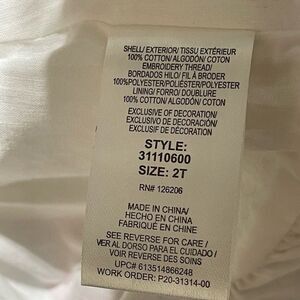 SHELL/ EXTERIOR/ TISSU EXTÉRIEUR
100% COTTON/ ALGODÓN/ COTON
EMBROIDERY THREAD/
BORDADOS HILO/ FIL À BRODER
100%POLYESTER/POLIÉSTER/POLYESTER
LINING/ FORRO/ DOUBLURE
100% COTTON/ ALGODÓN/ COTON
EXCLUSIVE OF DECORATION/
EXCLUSIVO DE DECORACIÓN/
EXCLUSIF DE DÉCORATION
STYLE:
31110600
SIZE: 2T
RN# 126206
MADE IN CHINA/
HECHO EN CHINA
FABRIQUÉ EN CHINE
SEE REVERSE FOR CARE /
VER AL DORSO PARA EL CUIDADO /
VOIR REVERSE DES SOINS
UPC# 613514866248
WORK ORDER: P20-31314-00